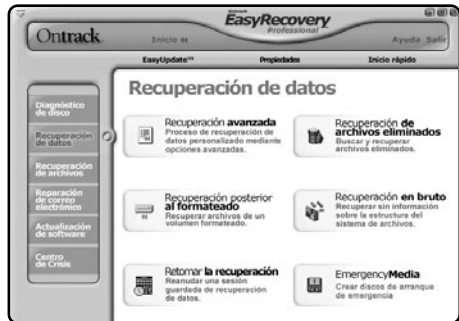 Ontrack
EasyRecovery
Professional
Inicio
Ayuda Salir
EasyUpdate™
Propiedades
Inicio rápido
Recuperación de datos
Diagnóstico
de disco
Recuperación
de datos
Recuperación
de archivos
Reparación
de correo
electrónico
Actualización
de software
Centro
de Crisis
Recuperación avanzada
Proceso de recuperación de
datos personalizado mediante
opciones avanzadas.
Recuperación de
archivos eliminados
Buscar y recuperar
archivos eliminados.
Recuperación posterior
al formateado
Recuperar archivos de un
volumen formateado.
Recuperación en bruto
Recuperar sin información
sobre la estructura del
sistema de archivos.
Retomar la recuperación
Reanudar una sesión
guardada de recuperación
de datos.
EmergencyMedia
Crear discos de arranque
de emergencia